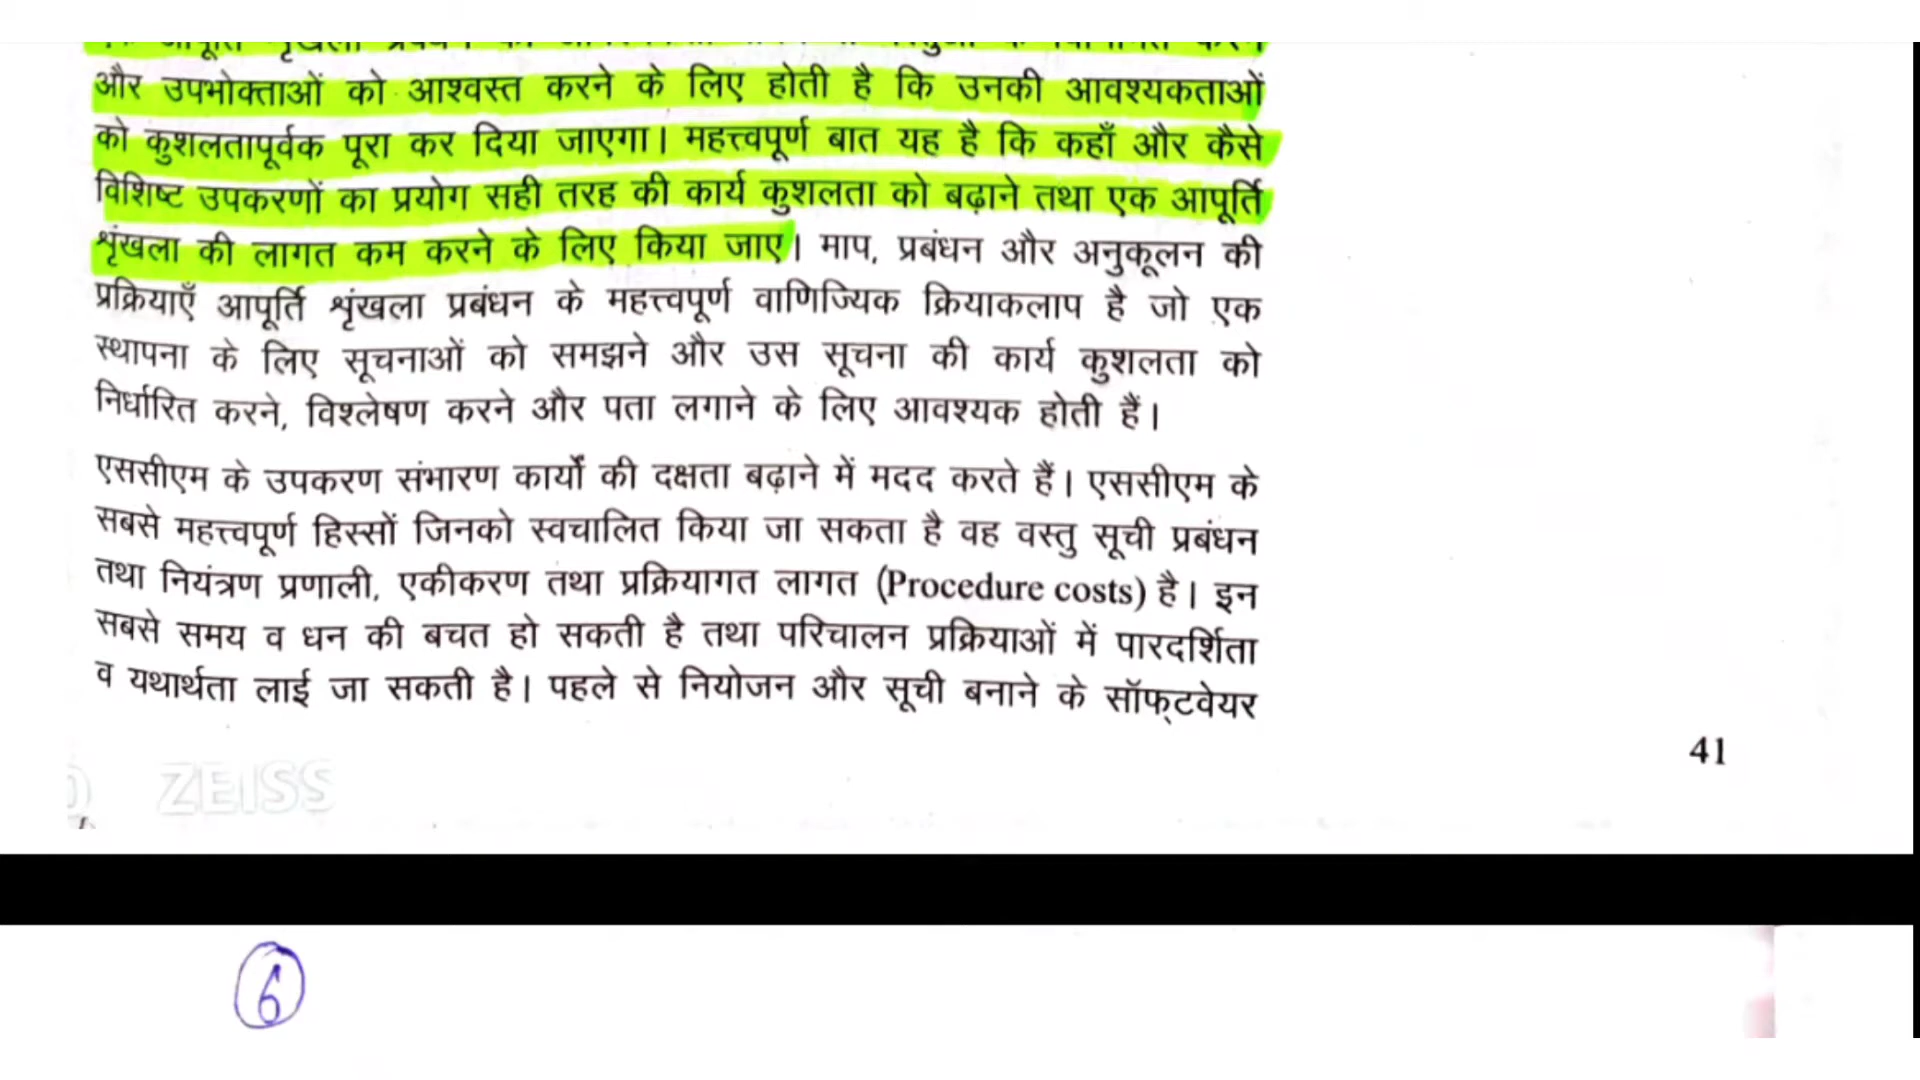 और उपभोक्ताओं को आश्वस्त करने के लिए होती है कि उनकी आवश्यकताओं
को कुशलतापूर्वक पूरा कर दिया जाएगा। महत्त्वपूर्ण बात यह है कि कहाँ और कैसे
विशिष्ट उपकरणों का प्रयोग सही तरह की कार्य कुशलता को बढ़ाने तथा एक आपूर्ति
शृंखला की लागत कम करने के लिए किया जाए। माप, प्रबंधन और अनुकूलन की
प्रक्रियाएँ आपूर्ति शृंखला प्रबंधन के महत्त्वपूर्ण वाणिज्यिक क्रियाकलाप है जो एक
स्थापना के लिए सूचनाओं को समझने और उस सूचना की कार्य कुशलता को
निर्धारित करने, विश्लेषण करने और पता लगाने के लिए आवश्यक होती हैं।
एससीएम के उपकरण संभारण कार्यों की दक्षता बढ़ाने में मदद करते हैं। एससीएम के
सबसे महत्त्वपूर्ण हिस्सों जिनको स्वचालित किया जा सकता है वह वस्तु सूची प्रबंधन
तथा नियंत्रण प्रणाली, एकीकरण तथा प्रक्रियागत लागत (Procedure costs) है। इन
सबसे समय व धन की बचत हो सकती है तथा परिचालन प्रक्रियाओं में पारदर्शिता
व यथार्थता लाई जा सकती है। पहले से नियोजन और सूची बनाने के सॉफ्टवेयर
41
ZEISS
6